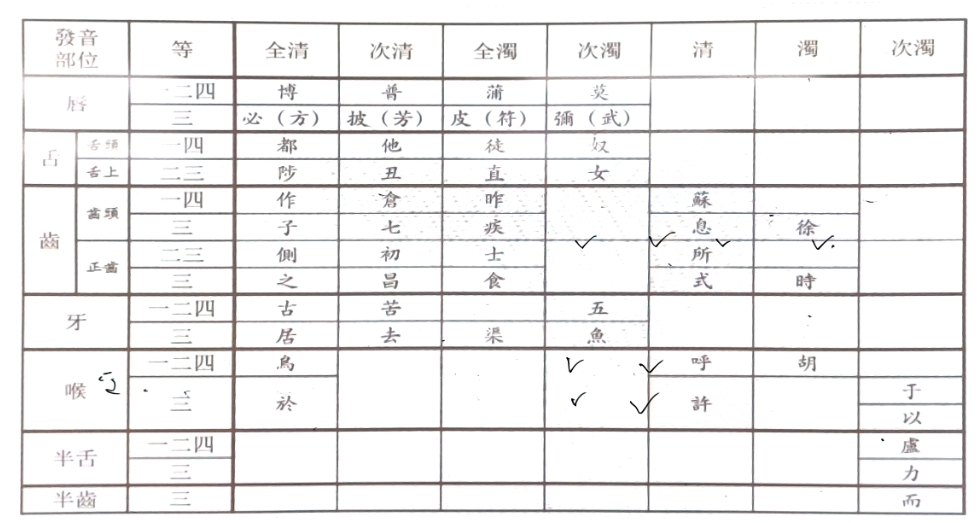 發音部位 等 全清 次清 全濁 次濁 清 濁 次濁
唇 一二四 博 普 蒲 莫
三 必（方） 披（芳） 皮（符） 彌（武）
舌 舌頭 一四 都 他 徒 奴
舌上 二三 陟 丑 直 女
齒 齒頭 一四 作 倉 昨 蘇
三 子 七 疾 息 徐
正齒 二三 側 初 士 所
三 之 昌 食 式 時
牙 一二四 古 苦 五
三 居 去 渠 魚
喉 一二四 烏 呼 胡
三 於 許 于
以
半舌 一二四 盧
三 力
半齒 三 而